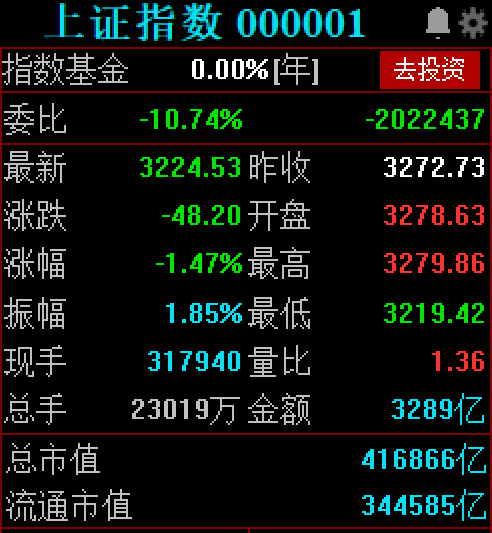 上证指数 000001
指数基金 0.00%[年] 去投资
委比 -10.74% -2022437
最新 3224.53 昨收 3272.73
涨跌 -48.20 开盘 3278.63
涨幅 -1.47% 最高 3279.86
振幅 1.85% 最低 3219.42
现手 317940 量比 1.36
总手 23019万 金额 3289亿
总市值 416866亿
流通市值 344585亿